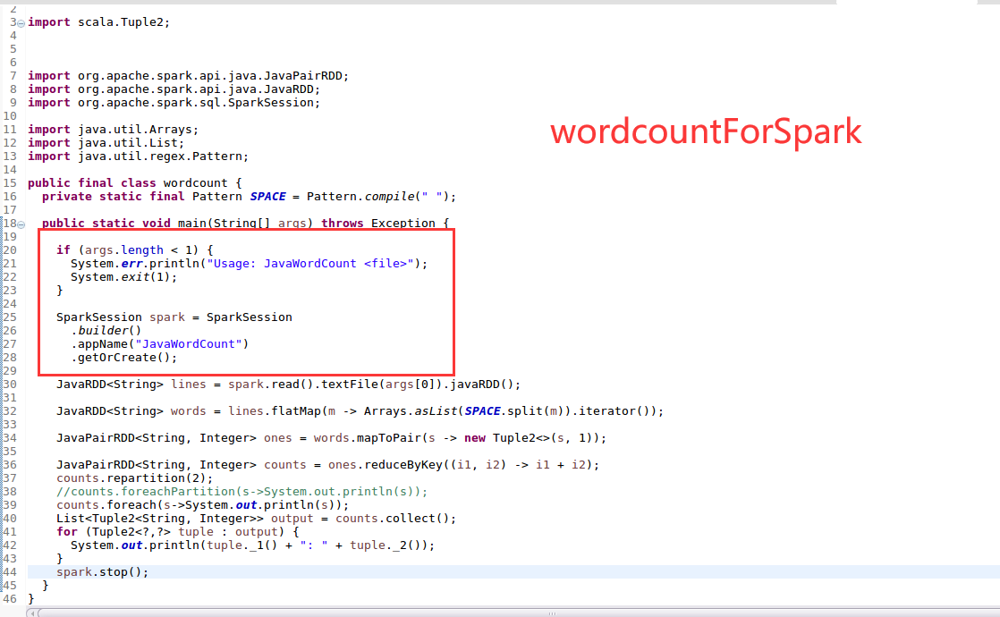 2
3 import scala.Tuple2;
4
5
6
7 import org.apache.spark.api.java.JavaPairRDD;
8 import org.apache.spark.api.java.JavaRDD;
9 import org.apache.spark.sql.SparkSession;
10
11 import java.util.Arrays;
12 import java.util.List;
13 import java.util.regex.Pattern;
wordcountForSpark
14
15 public final class wordcount {
16   private static final Pattern SPACE = Pattern.compile(" ");
17
18   public static void main(String[] args) throws Exception {
19
20     if (args.length < 1) {
21       System.err.println("Usage: JavaWordCount <file>");
22       System.exit(1);
23     }
24
25     SparkSession spark = SparkSession
26       .builder()
27       .appName("JavaWordCount")
28       .getOrCreate();
29
30     JavaRDD<String> lines = spark.read().textFile(args[0]).javaRDD();
31
32     JavaRDD<String> words = lines.flatMap(m -> Arrays.asList(SPACE.split(m)).iterator());
33
34     JavaPairRDD<String, Integer> ones = words.mapToPair(s -> new Tuple2<>(s, 1));
35
36     JavaPairRDD<String, Integer> counts = ones.reduceByKey((i1, i2) -> i1 + i2);
37     counts.repartition(2);
38     //counts.foreachPartition(s->System.out.println(s));
39     counts.foreach(s->System.out.println(s));
40     List<Tuple2<String, Integer>> output = counts.collect();
41     for (Tuple2<?,?> tuple : output) {
42       System.out.println(tuple._1() + ": " + tuple._2());
43     }
44     spark.stop();
45   }
46 }